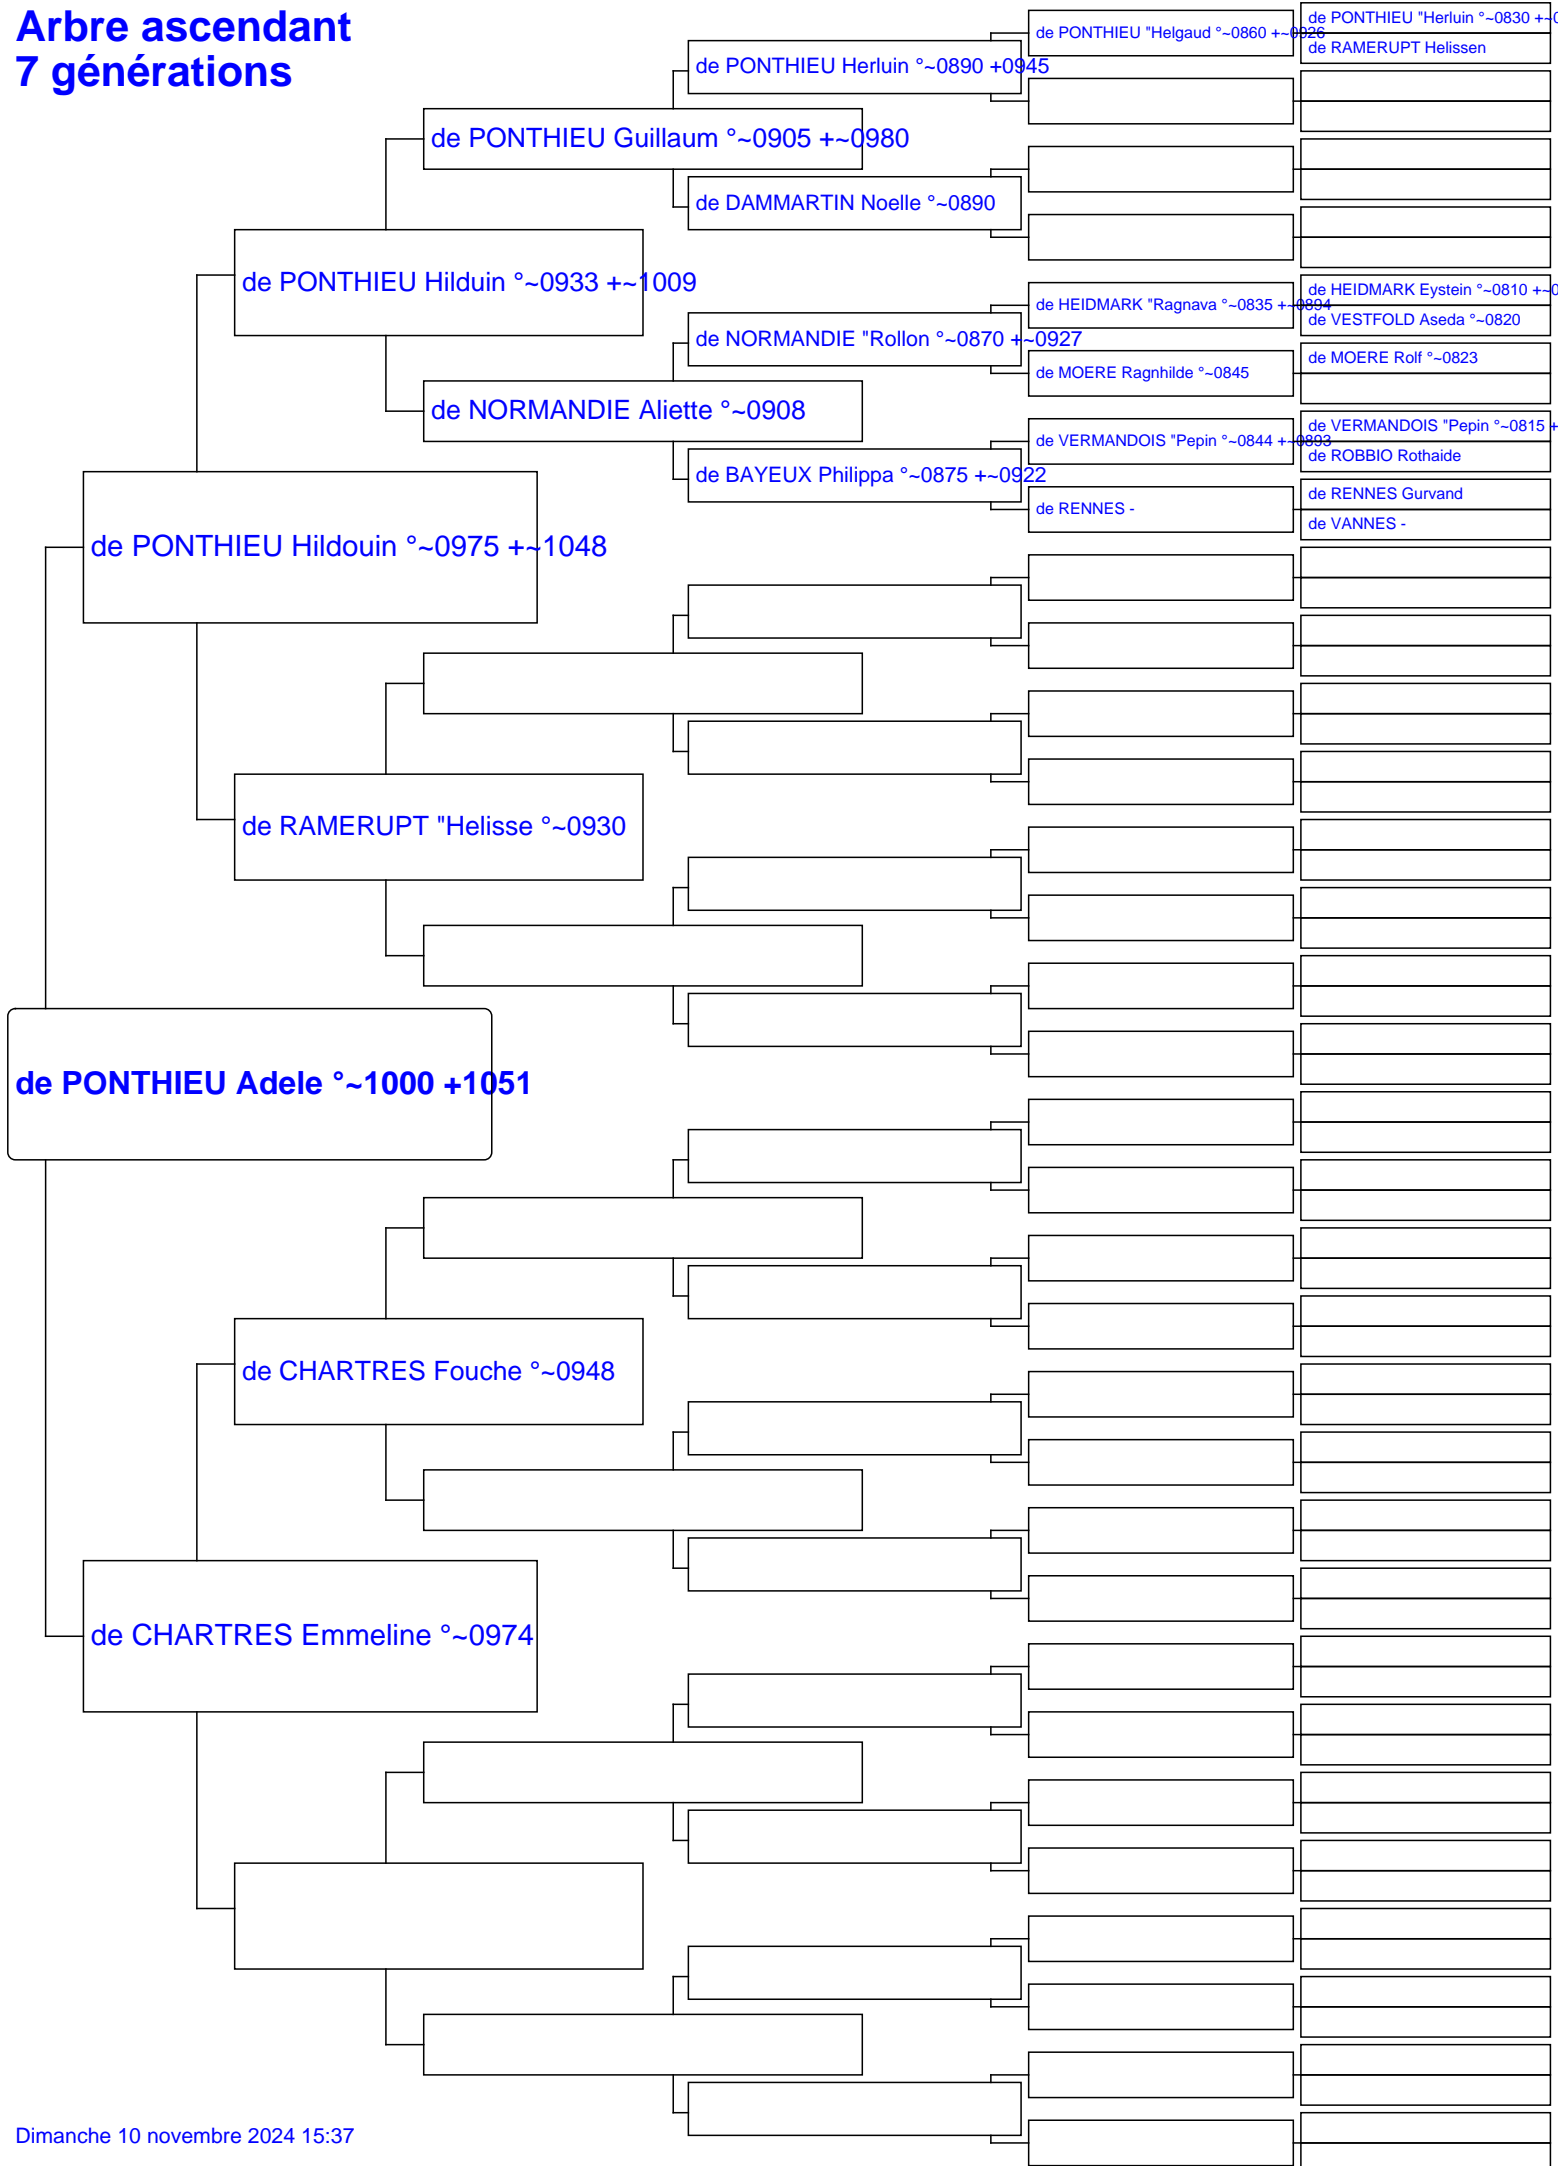 Arbre ascendant
7 générations
de PONTHIEU "Herluin °~0830 +~0
de PONTHIEU "Helgaud °~0860 +~0926
de RAMERUPT Helissen
de PONTHIEU Herluin °~0890 +0945
de PONTHIEU Guillaum °~0905 +~0980
de DAMMARTIN Noelle °~0890
de PONTHIEU Hilduin °~0933 +~1009
de HEIDMARK Eystein °~0810 +~0
de HEIDMARK "Ragnava °~0835 +~0894
de VESTFOLD Aseda °~0820
de NORMANDIE "Rollon °~0870 +~0927
de MOERE Rolf °~0823
de MOERE Ragnhilde °~0845
de NORMANDIE Aliette °~0908
de VERMANDOIS "Pepin °~0815 +
de VERMANDOIS "Pepin °~0844 +~0893
de ROBBIO Rothaide
de BAYEUX Philippa °~0875 +~0922
de RENNES Gurvand
de RENNES -
de VANNES -
de PONTHIEU Hildouin °~0975 +~1048
de RAMERUPT "Helisse °~0930
de PONTHIEU Adele °~1000 +1051
de CHARTRES Fouche °~0948
de CHARTRES Emmeline °~0974
Dimanche 10 novembre 2024 15:37